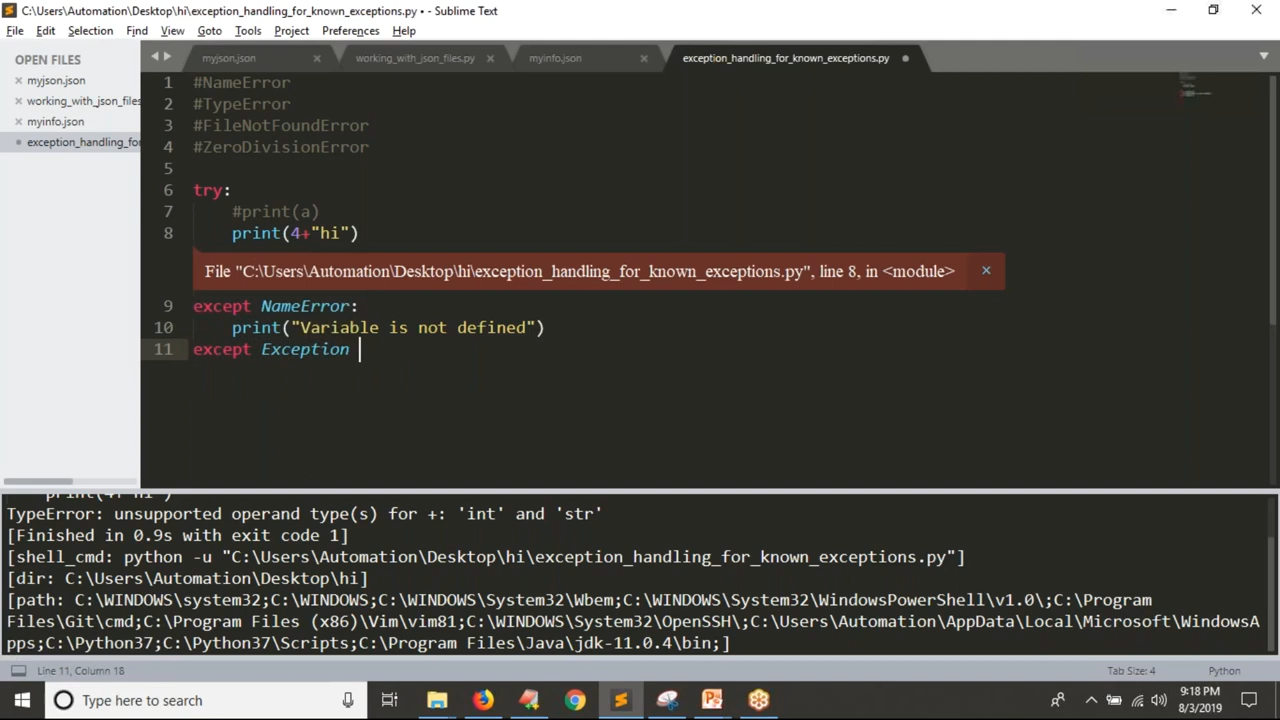 C:\Users\Automation\Desktop\hi\exception_handling_for_known_exceptions.py • - Sublime Text
File Edit Selection Find View Goto Tools Project Preferences Help
OPEN FILES
myjson.json
working_with_json_files
myinfo.json
exception_handling_for
myjson.json working_with_json_files.py myinfo.json exception_handling_for_known_exceptions.py
1 #NameError
2 #TypeError
3 #FileNotFoundError
4 #ZeroDivisionError
5
6 try:
7 #print(a)
8 print(4+"hi")
File "C:\Users\Automation\Desktop\hi\exception_handling_for_known_exceptions.py", line 8, in <module> ×
9 except NameError:
10 print("Variable is not defined")
11 except Exception
print(4+"hi")
TypeError: unsupported operand type(s) for +: 'int' and 'str'
[Finished in 0.9s with exit code 1]
[shell_cmd: python -u "C:\Users\Automation\Desktop\hi\exception_handling_for_known_exceptions.py"]
[dir: C:\Users\Automation\Desktop\hi]
[path: C:\WINDOWS\system32;C:\WINDOWS;C:\WINDOWS\System32\Wbem;C:\WINDOWS\System32\WindowsPowerShell\v1.0\;C:\Program
Files\Git\cmd;C:\Program Files (x86)\Vim\vim81;C:\WINDOWS\System32\OpenSSH\;C:\Users\Automation\AppData\Local\Microsoft\WindowsA
pps;C:\Python37;C:\Python37\Scripts;C:\Program Files\Java\jdk-11.0.4\bin;]
Line 11, Column 18 Tab Size: 4 Python
Type here to search
9:18 PM
8/3/2019